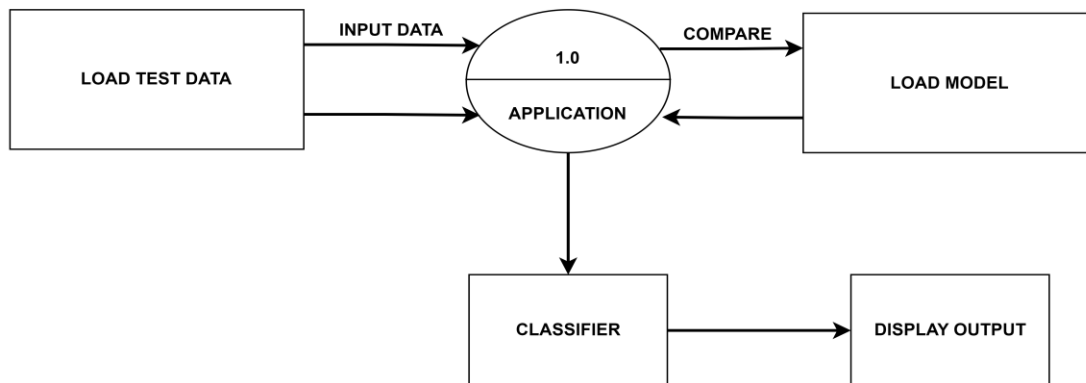 INPUT DATA
COMPARE
LOAD TEST DATA
1.0
LOAD MODEL
APPLICATION
CLASSIFIER
DISPLAY OUTPUT